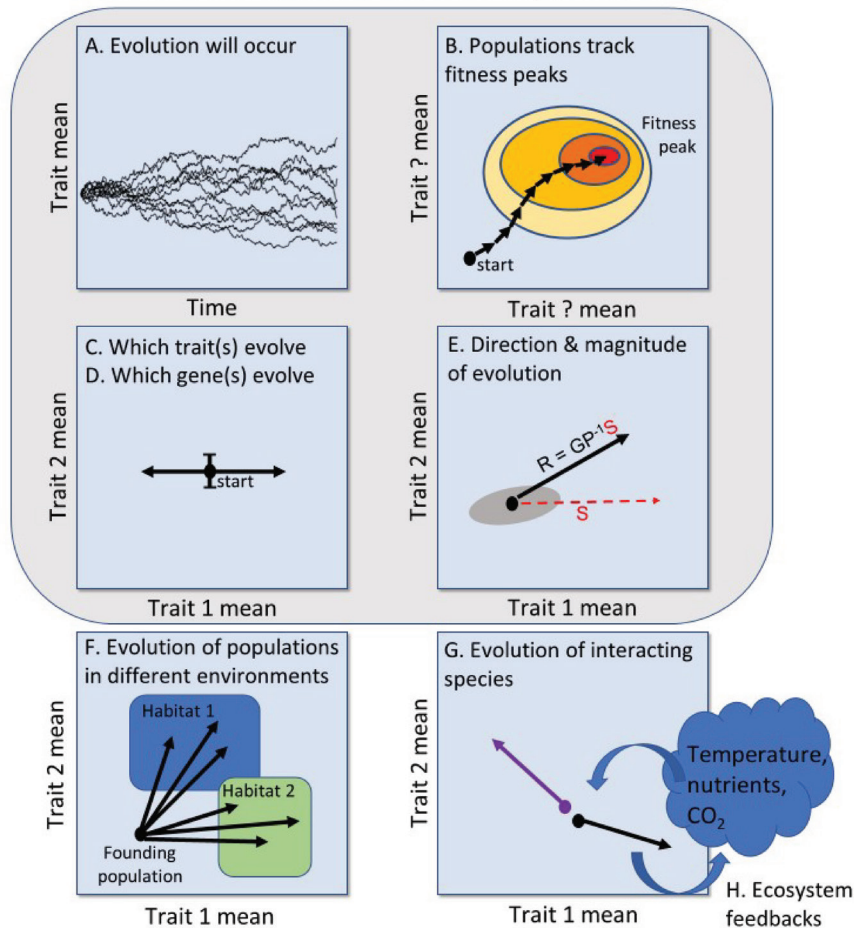 A. Evolution will occur
Trait mean
Time
B. Populations track
fitness peaks
Fitness
peak
start
Trait ? mean
Trait ? mean
C. Which trait(s) evolve
D. Which gene(s) evolve
start
Trait 2 mean
Trait 1 mean
E. Direction & magnitude
of evolution
R = GP⁻¹S
S
Trait 2 mean
Trait 1 mean
F. Evolution of populations
in different environments
Habitat 1
Habitat 2
Founding
population
Trait 2 mean
Trait 1 mean
G. Evolution of interacting
species
Temperature,
nutrients,
CO₂
Trait 2 mean
Trait 1 mean
H. Ecosystem
feedbacks